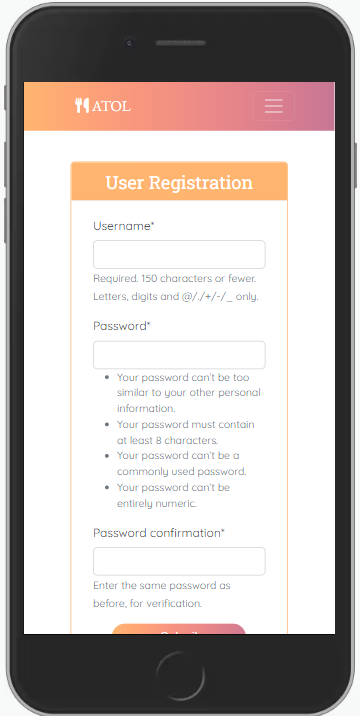 ATOL
User Registration
Username*
Required. 150 characters or fewer.
Letters, digits and @/./+/-/_ only.
Password*
Your password can't be too
similar to your other personal
information.
Your password must contain
at least 8 characters.
Your password can't be a
commonly used password.
Your password can't be
entirely numeric.
Password confirmation*
Enter the same password as
before, for verification.